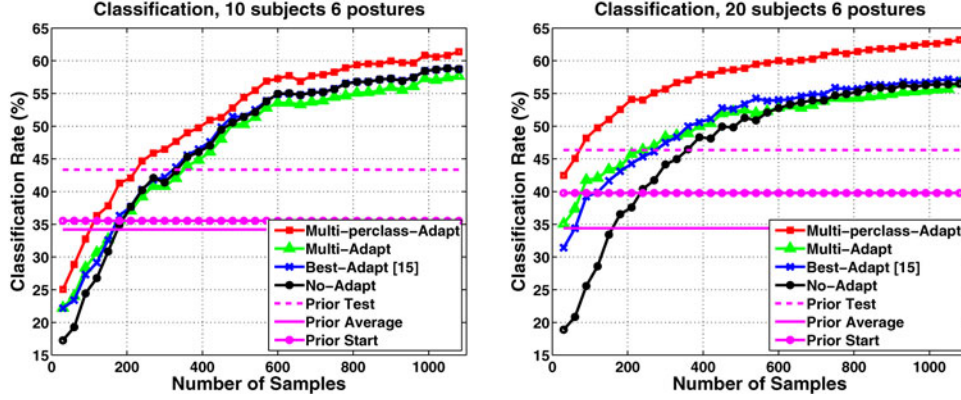 Classification, 10 subjects 6 postures
65
60
55
50
45
40
35
30
25
20
15
Classification Rate (%)
0 200 400 600 800 1000
Number of Samples
Multi-perclass-Adapt
Multi-Adapt
Best-Adapt [15]
No-Adapt
Prior Test
Prior Average
Prior Start
Classification, 20 subjects 6 postures
65
60
55
50
45
40
35
30
25
20
15
Classification Rate (%)
0 200 400 600 800 1000
Number of Samples
Multi-perclass-Adapt
Multi-Adapt
Best-Adapt [15]
No-Adapt
Prior Test
Prior Average
Prior Start